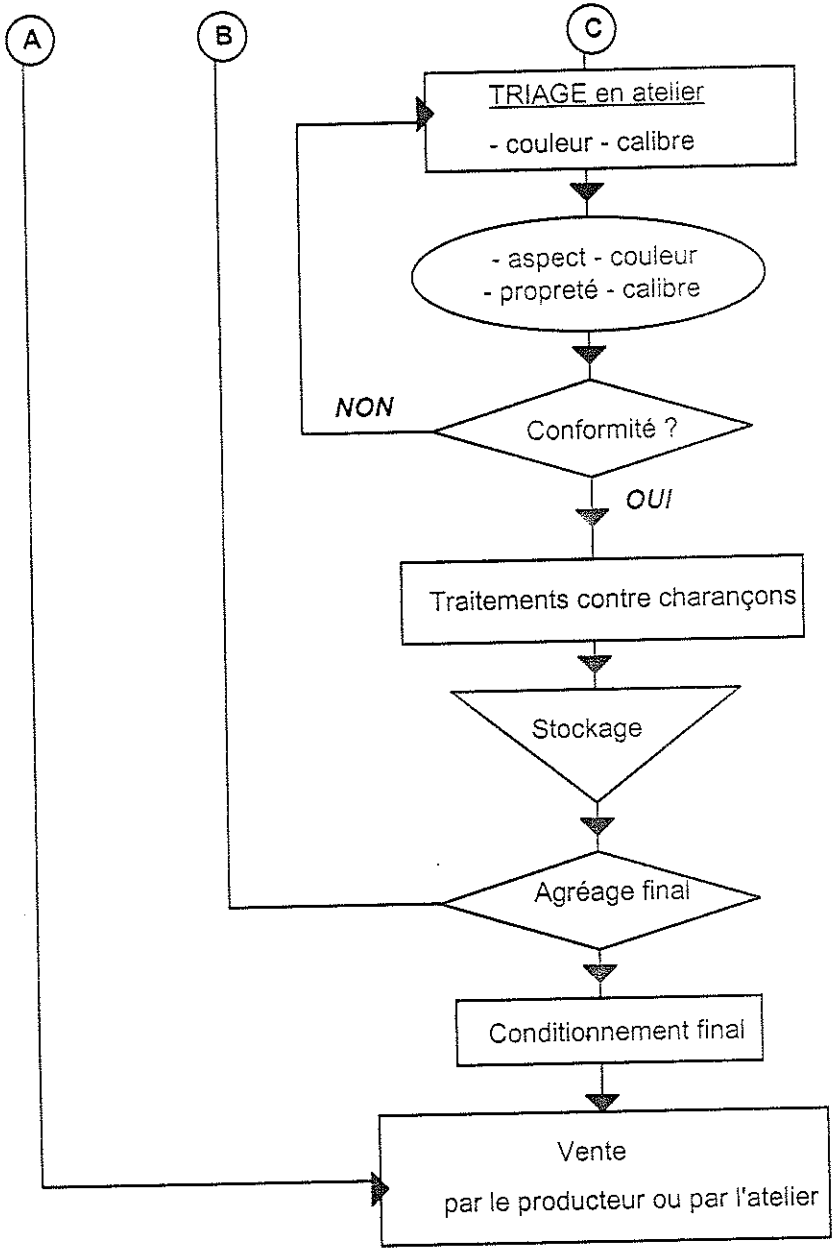 A
B
C
TRIAGE en atelier
- couleur - calibre
- aspect - couleur
- propreté - calibre
NON
Conformité ?
OUI
Traitements contre charançons
Stockage
Agréage final
Conditionnement final
Vente
par le producteur ou par l'atelier